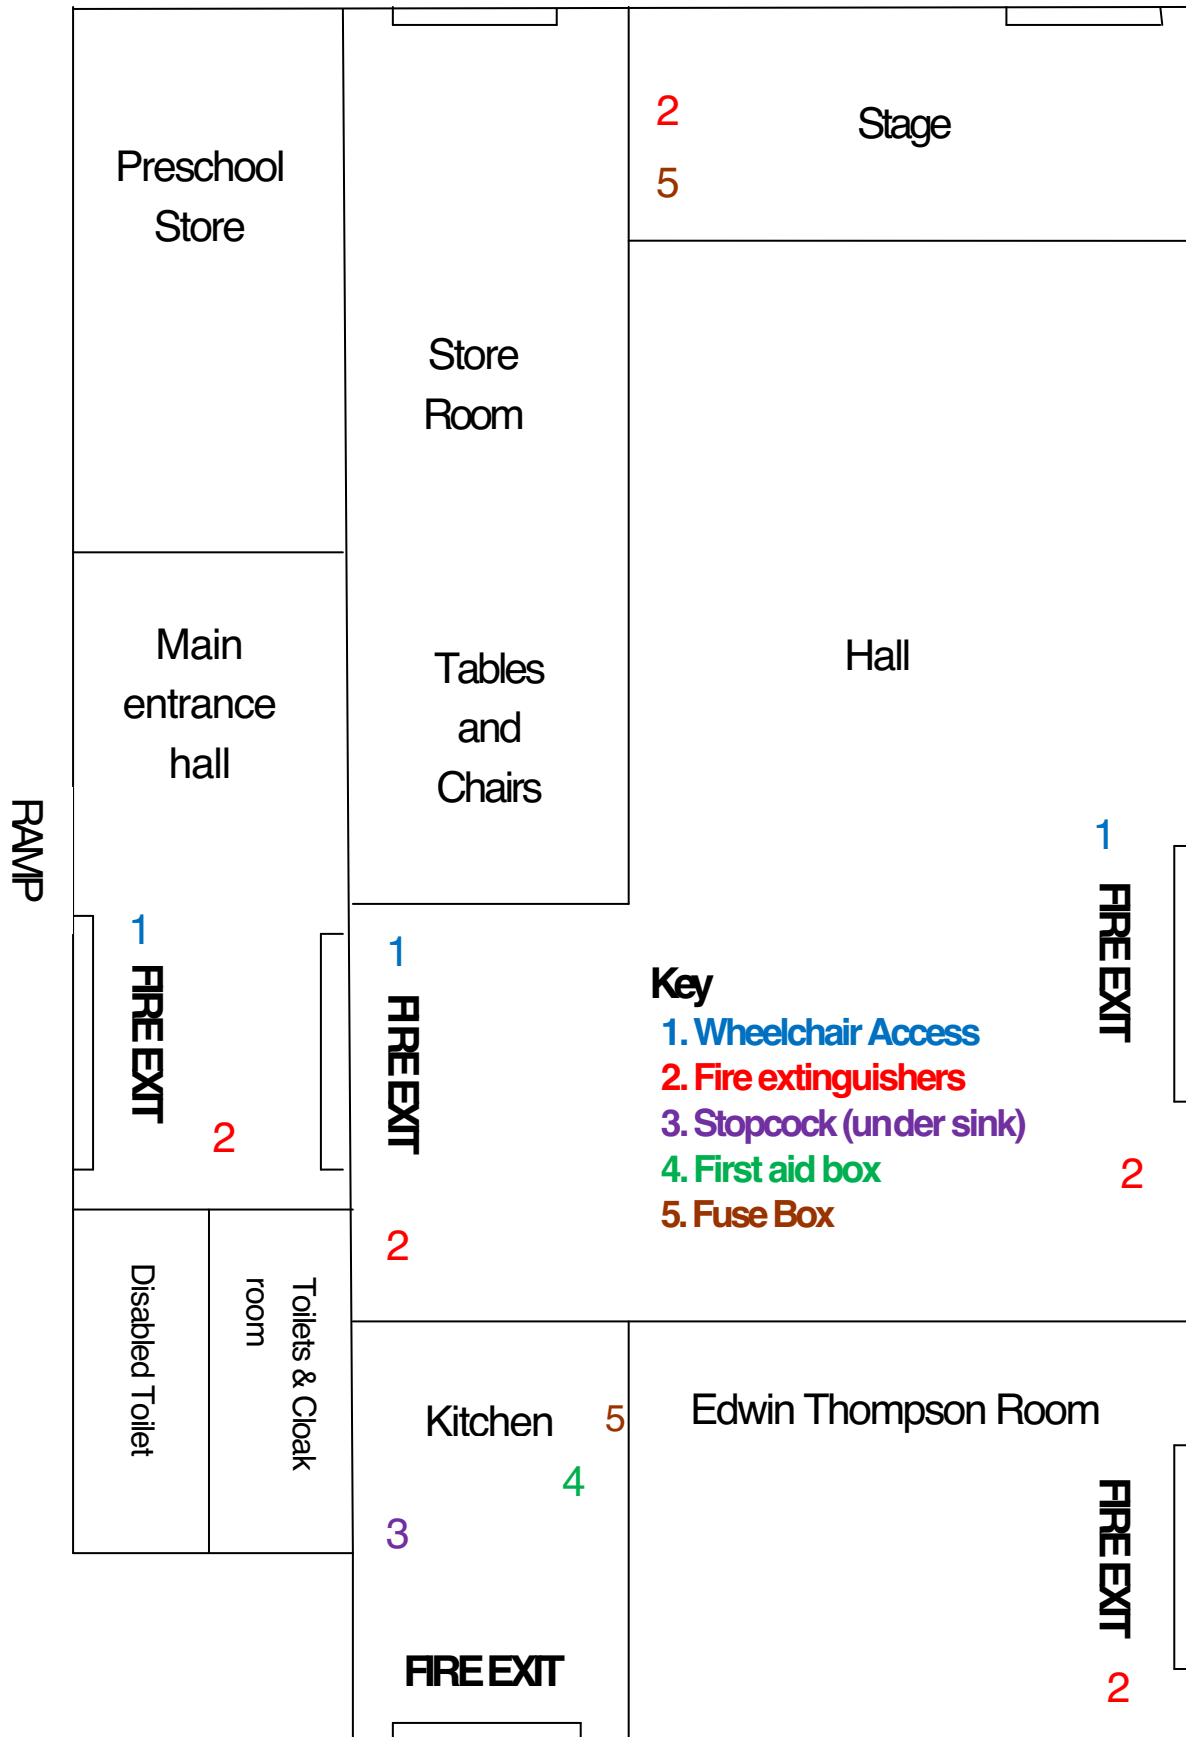 Preschool
Store
2
Stage
5
Store
Room
Main
entrance
hall
Tables
and
Chairs
Hall
RAMP
1
FIRE EXIT
2
1
FIRE EXIT
2
Key
1. Wheelchair Access
2. Fire extinguishers
3. Stopcock (under sink)
4. First aid box
5. Fuse Box
1
FIRE EXIT
2
Disabled Toilet
Toilets & Cloak
room
Kitchen
5
4
3
FIRE EXIT
Edwin Thompson Room
FIRE EXIT
2